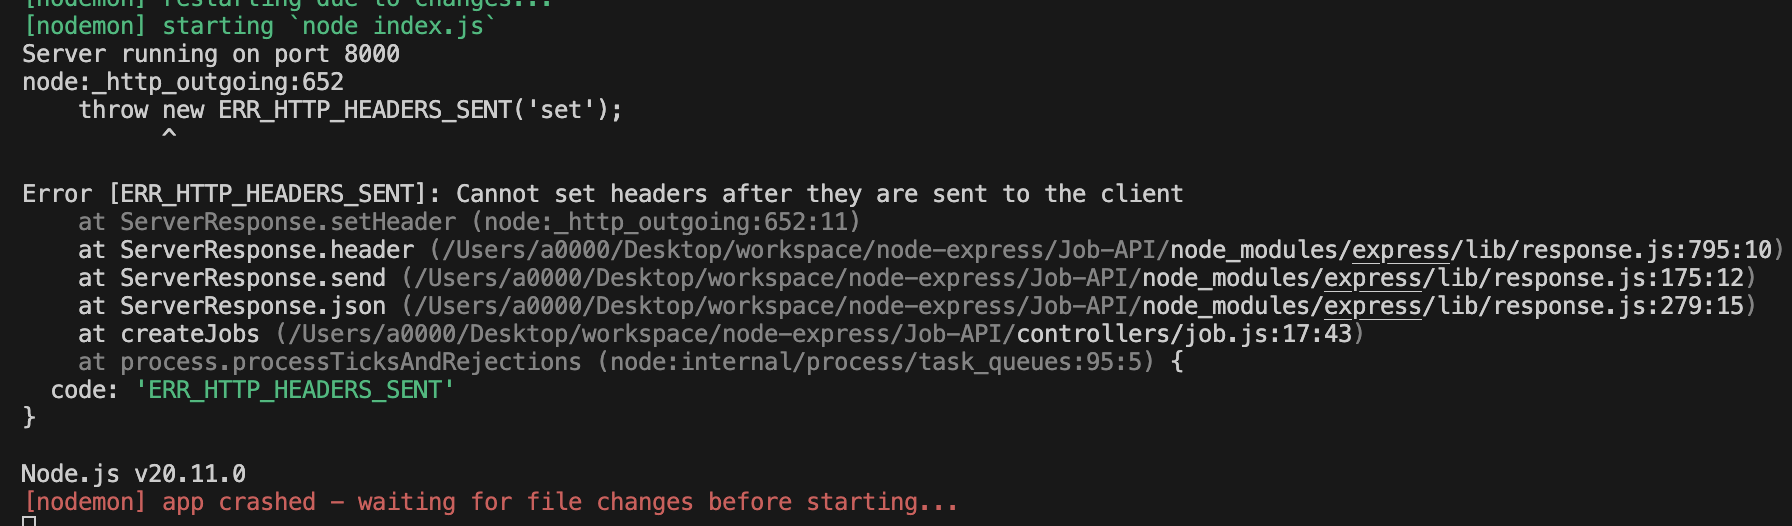 [nodemon] restarting due to changes...
[nodemon] starting `node index.js`
Server running on port 8000
node:_http_outgoing:652
    throw new ERR_HTTP_HEADERS_SENT('set');
          ^
Error [ERR_HTTP_HEADERS_SENT]: Cannot set headers after they are sent to the client
    at ServerResponse.setHeader (node:_http_outgoing:652:11)
    at ServerResponse.header (/Users/a0000/Desktop/workspace/node-express/Job-API/node_modules/express/lib/response.js:795:10)
    at ServerResponse.send (/Users/a0000/Desktop/workspace/node-express/Job-API/node_modules/express/lib/response.js:175:12)
    at ServerResponse.json (/Users/a0000/Desktop/workspace/node-express/Job-API/node_modules/express/lib/response.js:279:15)
    at createJobs (/Users/a0000/Desktop/workspace/node-express/Job-API/controllers/job.js:17:43)
    at process.processTicksAndRejections (node:internal/process/task_queues:95:5) {
  code: 'ERR_HTTP_HEADERS_SENT'
}
Node.js v20.11.0
[nodemon] app crashed - waiting for file changes before starting...